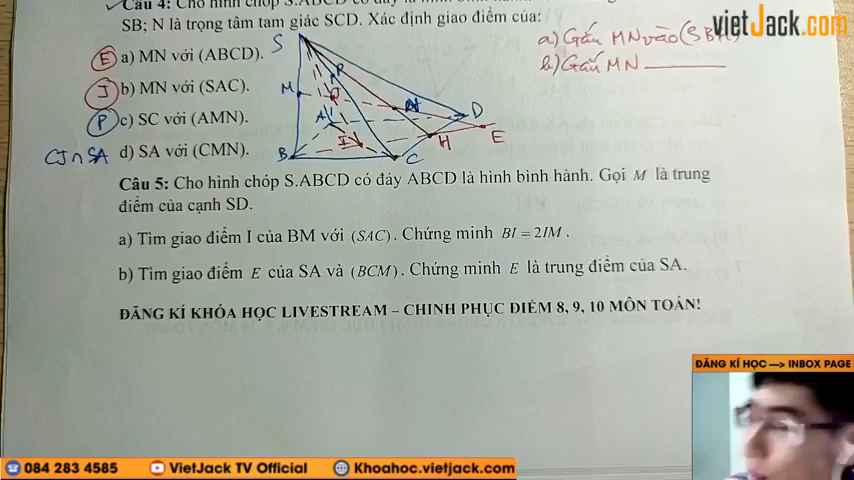 Câu 4: Cho hình chóp S.ABCD có đáy là hình bình hành.
vietJack.com
SB; N là trọng tâm tam giác SCD. Xác định giao điểm của:
a) Gắn MN vào (SBH)
b) Gắn MN
E a) MN với (ABCD).
J b) MN với (SAC).
P c) SC với (AMN).
CJ ∩ SA d) SA với (CMN).
S
P
M
J
N
D
A
E
I
H
B
C
Câu 5: Cho hình chóp S.ABCD có đáy ABCD là hình bình hành. Gọi M là trung
điểm của cạnh SD.
a) Tìm giao điểm I của BM với (SAC). Chứng minh BI = 2IM .
b) Tìm giao điểm E của SA và (BCM). Chứng minh E là trung điểm của SA.
ĐĂNG KÍ KHÓA HỌC LIVESTREAM – CHINH PHỤC ĐIỂM 8, 9, 10 MÔN TOÁN!
ĐĂNG KÍ HỌC —> INBOX PAGE
084 283 4585
VietJack TV Official
Khoahoc.vietjack.com